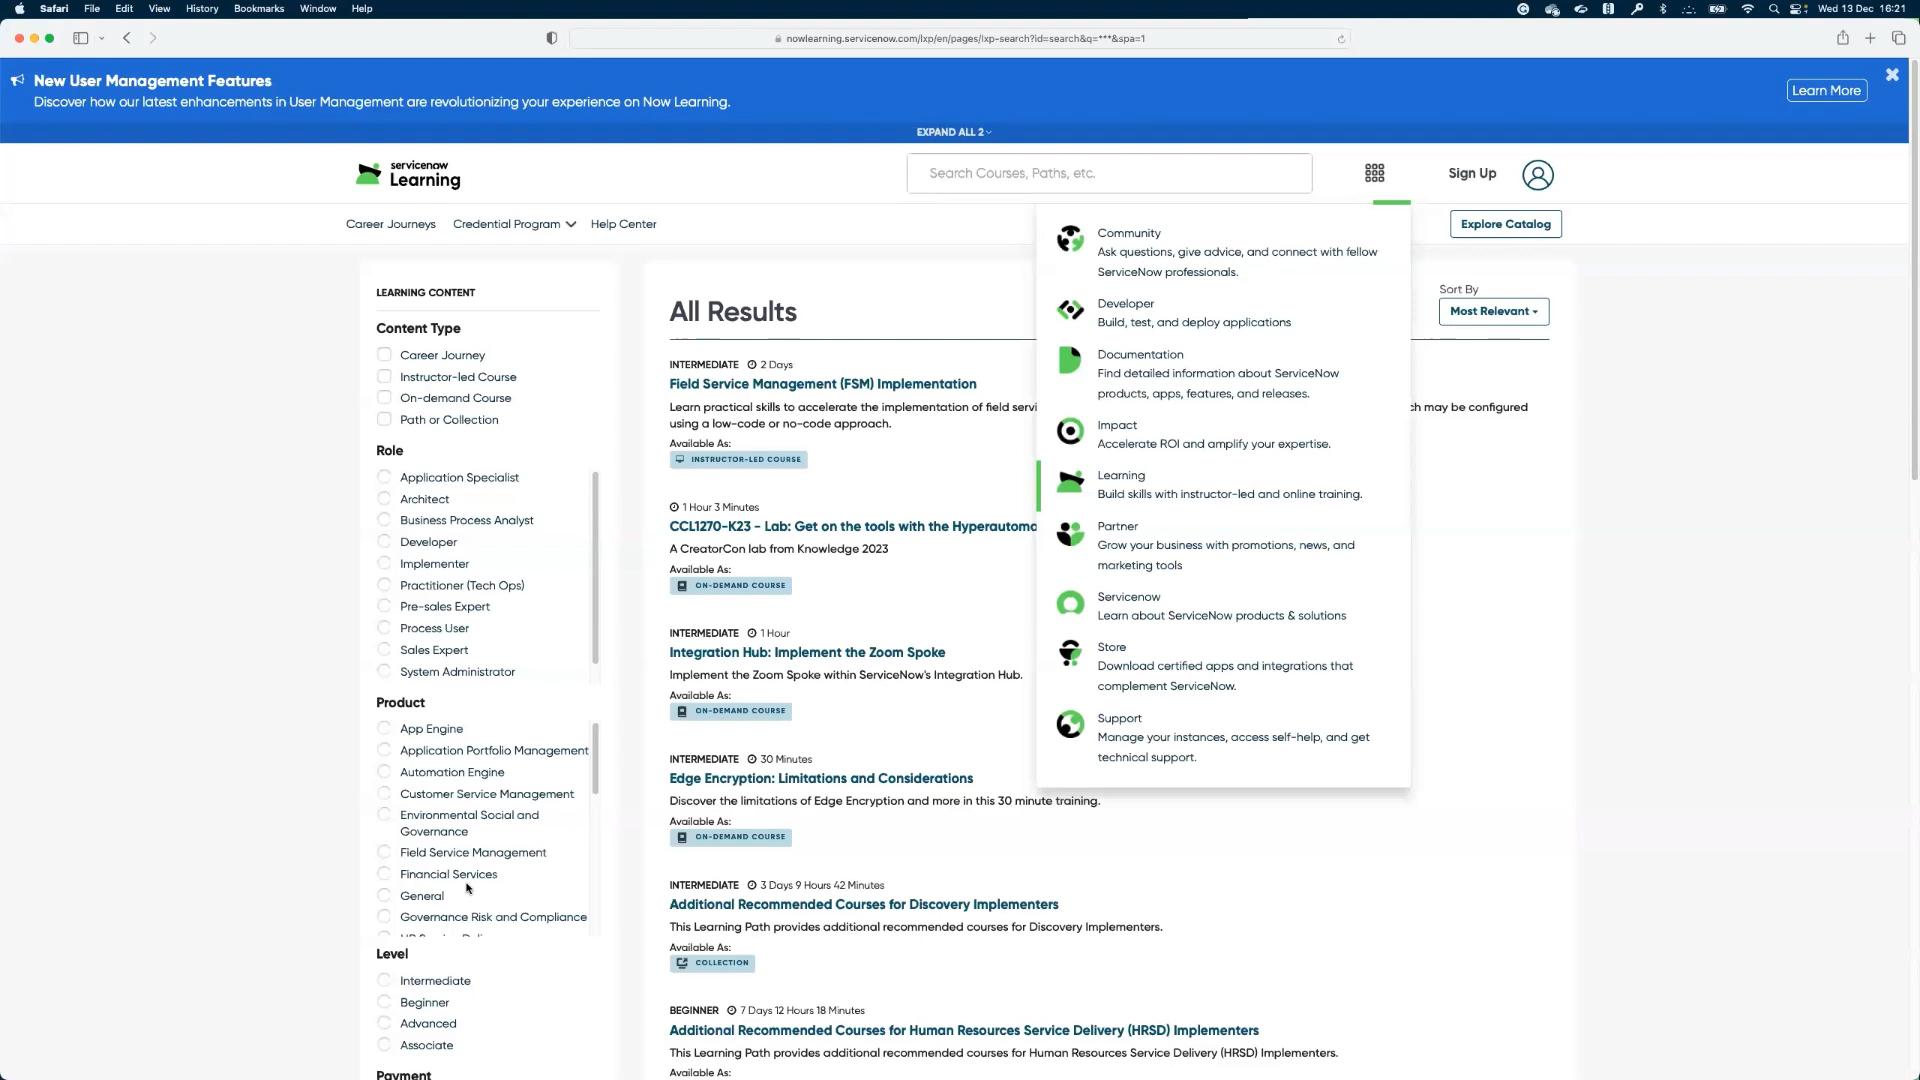 Safari File Edit View History Bookmarks Window Help
Wed 13 Dec 16:21
nowlearning.servicenow.com/lxp/en/pages/lxp-search?id=search&q=***&spa=1
New User Management Features
Discover how our latest enhancements in User Management are revolutionizing your experience on Now Learning.
Learn More
EXPAND ALL 2
servicenow
Learning
Search Courses, Paths, etc.
Sign Up
Career Journeys Credential Program Help Center
Explore Catalog
LEARNING CONTENT
Content Type
Career Journey
Instructor-led Course
On-demand Course
Path or Collection
Role
Application Specialist
Architect
Business Process Analyst
Developer
Implementer
Practitioner (Tech Ops)
Pre-sales Expert
Process User
Sales Expert
System Administrator
Product
App Engine
Application Portfolio Management
Automation Engine
Customer Service Management
Environmental Social and
Governance
Field Service Management
Financial Services
General
Governance Risk and Compliance
Level
Intermediate
Beginner
Advanced
Associate
Payment
All Results
Sort By
Most Relevant
INTERMEDIATE 2 Days
Field Service Management (FSM) Implementation
Learn practical skills to accelerate the implementation of field servi
ch may be configured
using a low-code or no-code approach.
Available As:
INSTRUCTOR-LED COURSE
1 Hour 3 Minutes
CCL1270-K23 - Lab: Get on the tools with the Hyperautoma
A CreatorCon lab from Knowledge 2023
Available As:
ON-DEMAND COURSE
INTERMEDIATE 1 Hour
Integration Hub: Implement the Zoom Spoke
Implement the Zoom Spoke within ServiceNow's Integration Hub.
Available As:
ON-DEMAND COURSE
INTERMEDIATE 30 Minutes
Edge Encryption: Limitations and Considerations
Discover the limitations of Edge Encryption and more in this 30 minute training.
Available As:
ON-DEMAND COURSE
INTERMEDIATE 3 Days 9 Hours 42 Minutes
Additional Recommended Courses for Discovery Implementers
This Learning Path provides additional recommended courses for Discovery Implementers.
Available As:
COLLECTION
BEGINNER 7 Days 12 Hours 18 Minutes
Additional Recommended Courses for Human Resources Service Delivery (HRSD) Implementers
This Learning Path provides additional recommended courses for Human Resources Service Delivery (HRSD) Implementers.
Available As:
Community
Ask questions, give advice, and connect with fellow
ServiceNow professionals.
Developer
Build, test, and deploy applications
Documentation
Find detailed information about ServiceNow
products, apps, features, and releases.
Impact
Accelerate ROI and amplify your expertise.
Learning
Build skills with instructor-led and online training.
Partner
Grow your business with promotions, news, and
marketing tools
Servicenow
Learn about ServiceNow products & solutions
Store
Download certified apps and integrations that
complement ServiceNow.
Support
Manage your instances, access self-help, and get
technical support.